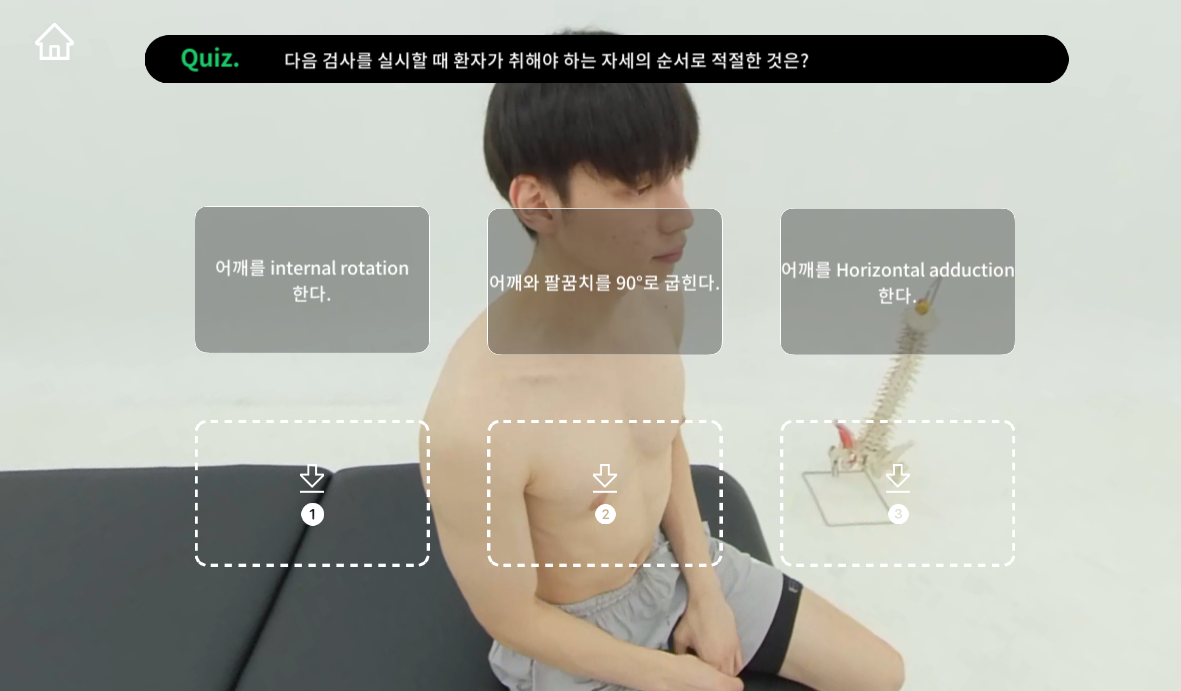 Quiz. 다음 검사를 실시할 때 환자가 취해야 하는 자세의 순서로 적절한 것은?
어깨를 internal rotation
한다.
어깨와 팔꿈치를 90°로 굽힌다.
어깨를 Horizontal adduction
한다.
1
2
3